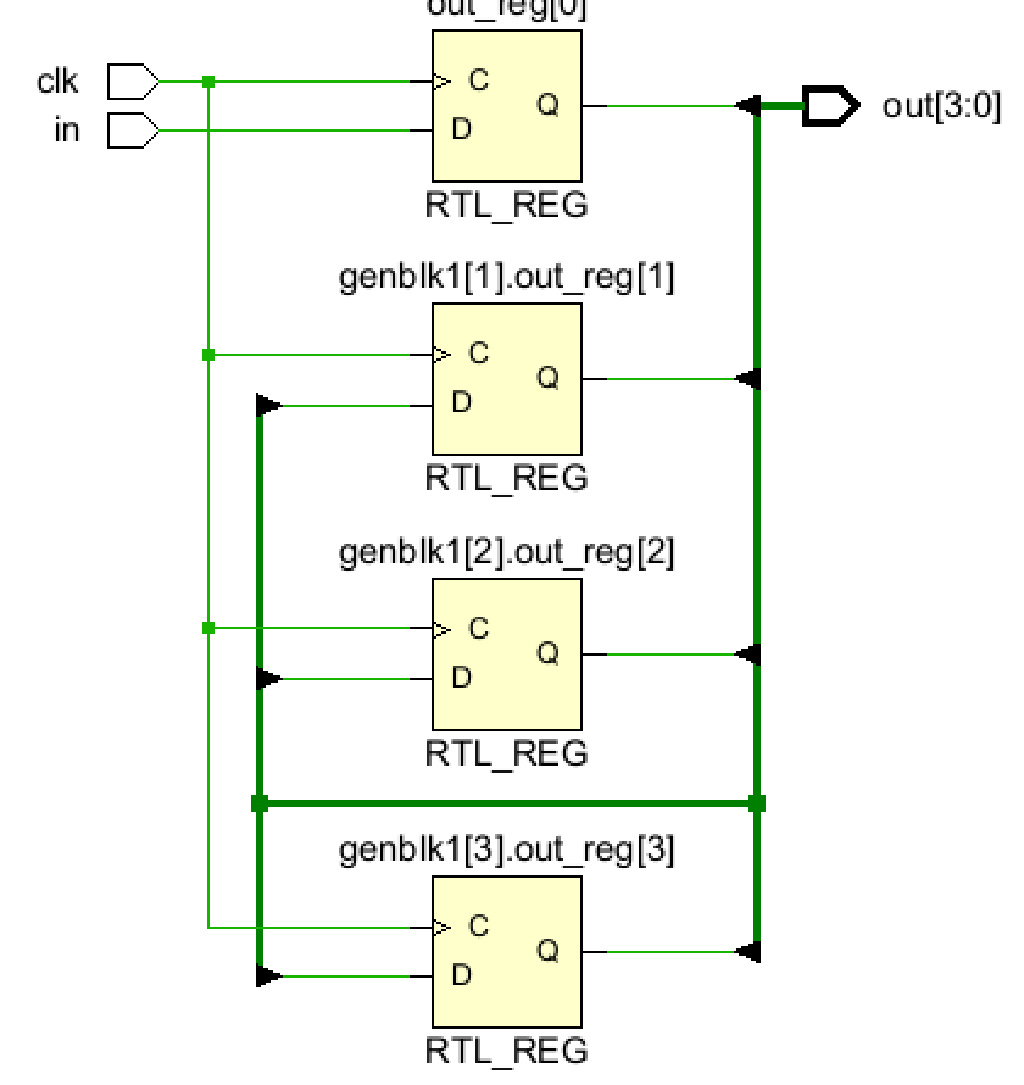 out_reg[0]
clk
in
C
D
Q
out[3:0]
RTL_REG
genblk1[1].out_reg[1]
C
D
Q
RTL_REG
genblk1[2].out_reg[2]
C
D
Q
RTL_REG
genblk1[3].out_reg[3]
C
D
Q
RTL_REG